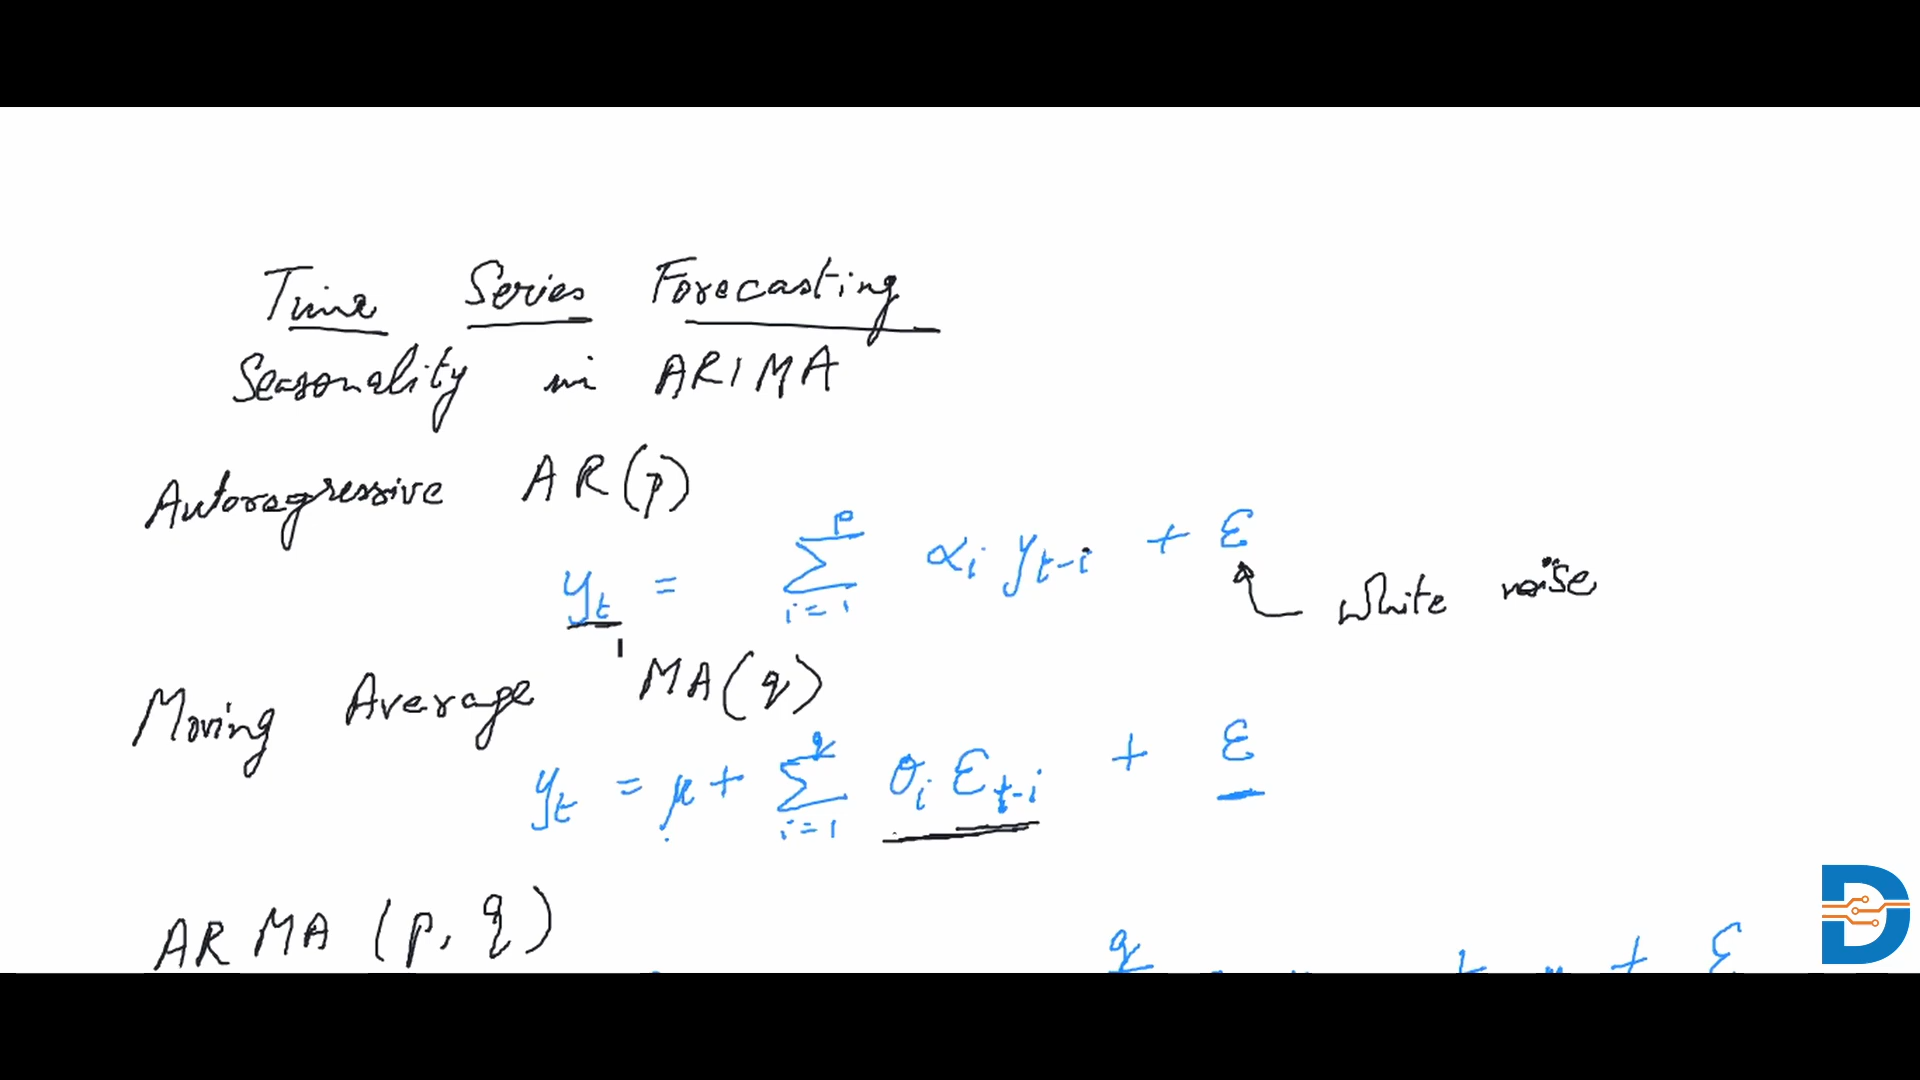 Time Series Forecasting
Seasonality in ARIMA
Autoregressive AR(p)
y_t = Σ_{i=1}^{p} α_i y_{t-i} + ε
White noise
Moving Average MA(q)
y_t = μ + Σ_{i=1}^{q} θ_i ε_{t-i} + ε
ARMA (p, q)
q + ε
D